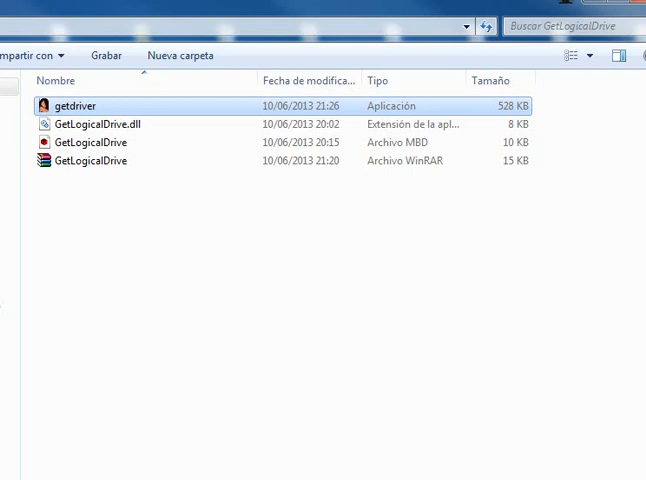 Buscar GetLogicalDrive
mpartir con Grabar Nueva carpeta
Nombre Fecha de modifica... Tipo Tamaño
getdriver 10/06/2013 21:26 Aplicación 528 KB
GetLogicalDrive.dll 10/06/2013 20:02 Extensión de la apl... 8 KB
GetLogicalDrive 10/06/2013 20:15 Archivo MBD 10 KB
GetLogicalDrive 10/06/2013 21:20 Archivo WinRAR 15 KB